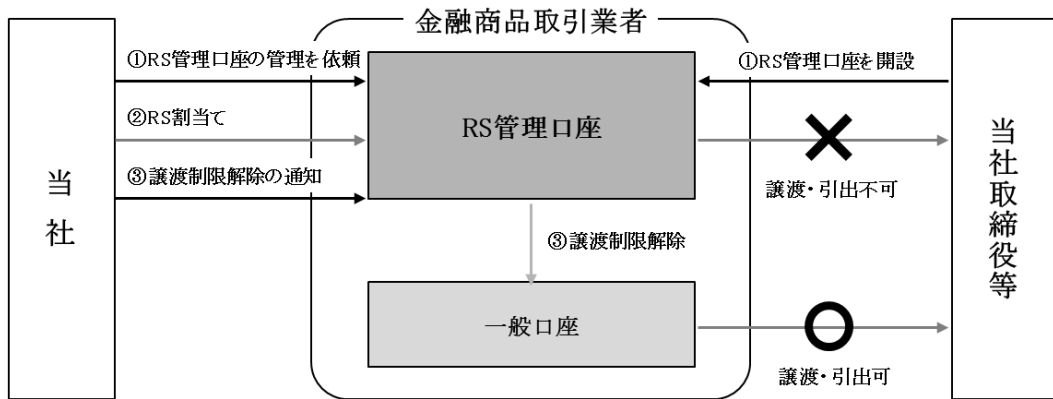 金融商品取引業者
①RS管理口座の管理を依頼
①RS管理口座を開設
②RS割当て
RS管理口座
③譲渡制限解除の通知
譲渡・引出不可
当社
当社取締役等
③譲渡制限解除
一般口座
譲渡・引出可